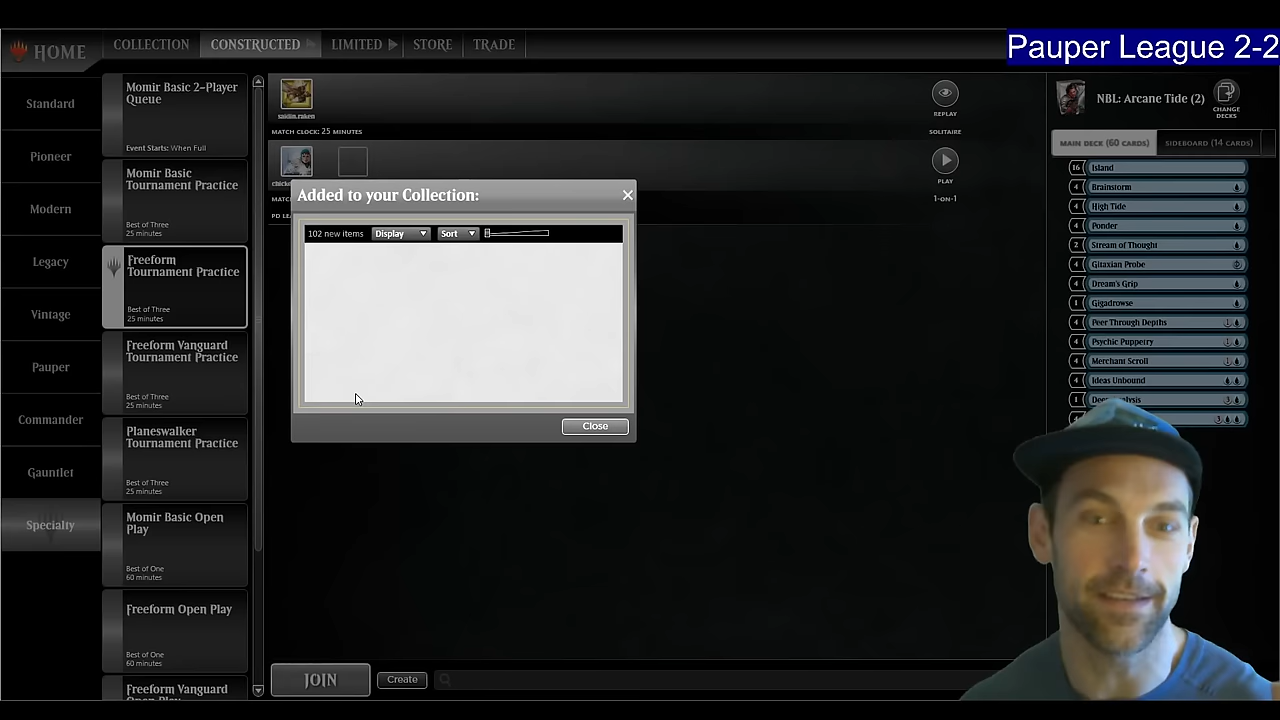 Pauper League 2-2
HOME
COLLECTION
CONSTRUCTED
LIMITED
STORE
TRADE
Standard
Pioneer
Modern
Legacy
Vintage
Pauper
Commander
Gauntlet
Specialty
Momir Basic 2-Player
Queue
Event Starts: When Full
Momir Basic
Tournament Practice
Best of Three
25 minutes
Freeform
Tournament Practice
Best of Three
25 minutes
Freeform Vanguard
Tournament Practice
Best of Three
25 minutes
Planeswalker
Tournament Practice
Best of Three
25 minutes
Momir Basic Open
Play
Best of One
60 minutes
Freeform Open Play
Best of One
60 minutes
Freeform Vanguard
saidin.raken
REPLAY
MATCH CLOCK: 25 MINUTES
SOLITAIRE
PLAY
1-ON-1
Added to your Collection:
102 new items
Display
Sort
Close
JOIN
Create
NBL: Arcane Tide (2)
CHANGE
DECKS
MAIN DECK (60 CARDS)
SIDEBOARD (14 CARDS)
16 Island
4 Brainstorm
4 High Tide
4 Ponder
2 Stream of Thought
4 Gitaxian Probe
4 Dream's Grip
1 Gigadrowse
4 Peer Through Depths
4 Psychic Puppetry
4 Merchant Scroll
4 Ideas Unbound
1 Deep Analysis